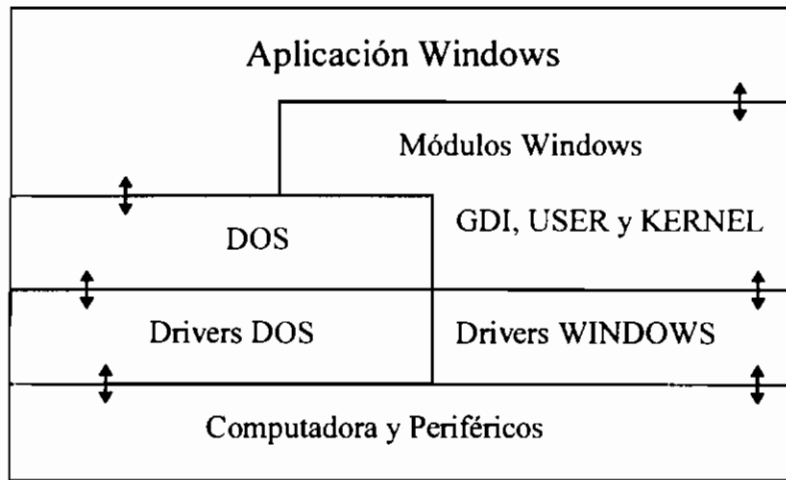 Aplicación Windows
Módulos Windows
GDI, USER y KERNEL
DOS
Drivers DOS
Drivers WINDOWS
Computadora y Periféricos